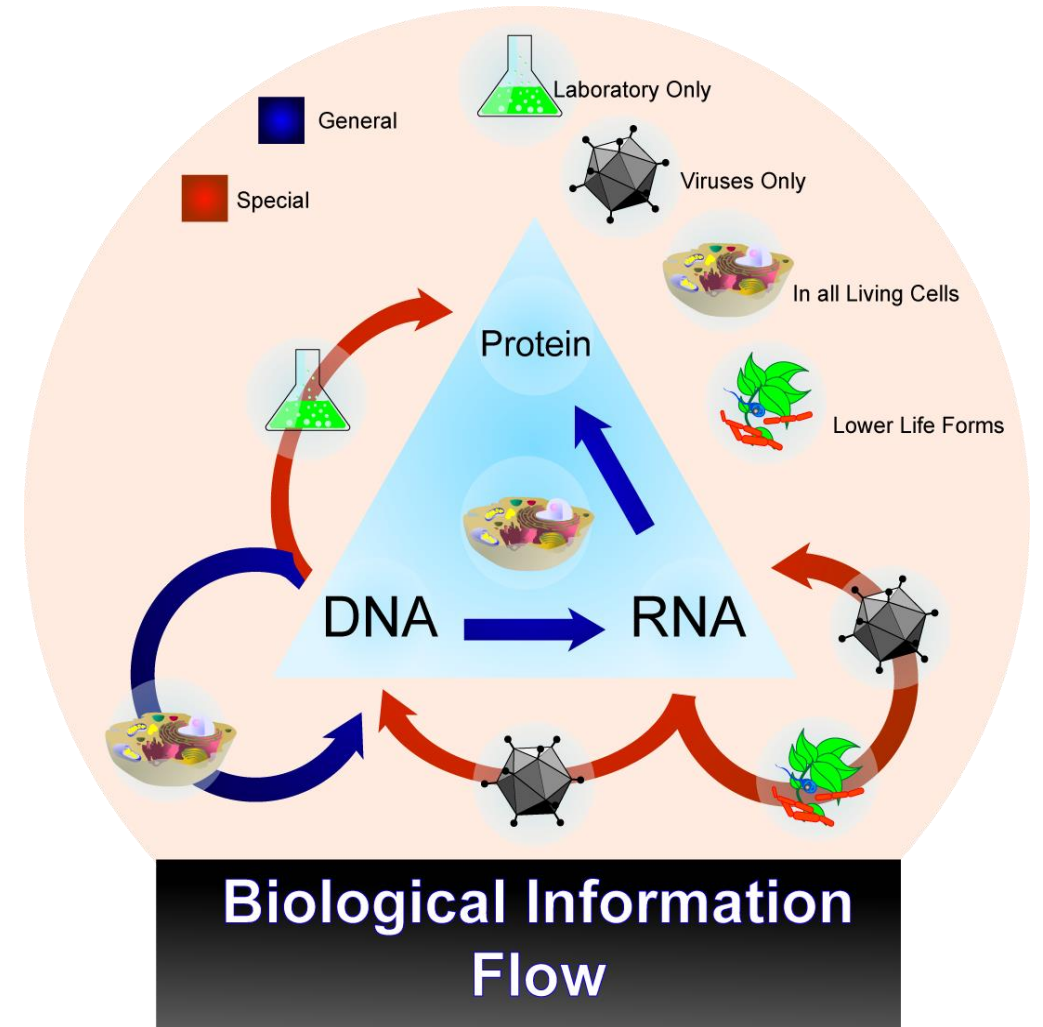 Laboratory Only
General
Viruses Only
Special
In all Living Cells
Protein
Lower Life Forms
DNA
RNA
Biological Information
Flow